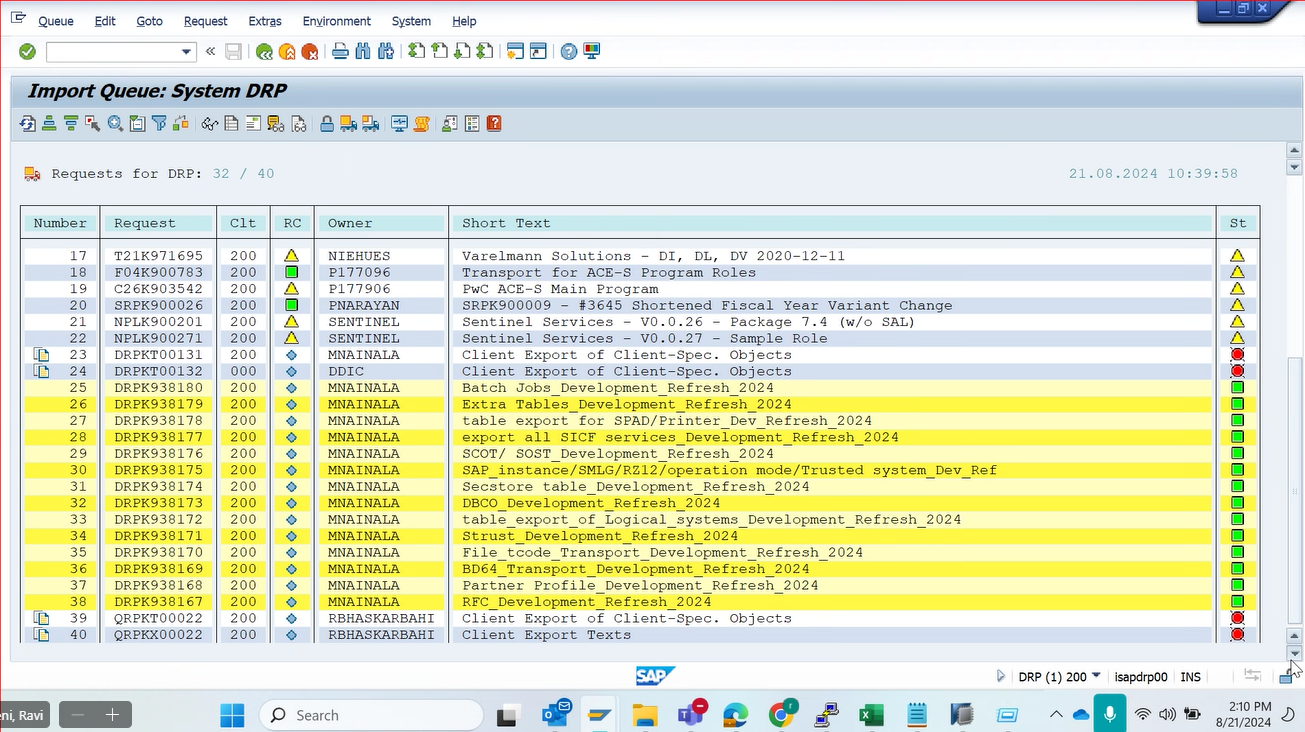 Queue Edit Goto Request Extras Environment System Help
Import Queue: System DRP
Requests for DRP: 32 / 40 21.08.2024 10:39:58
Number Request Clt RC Owner Short Text St
17 T21K971695 200 NIEHUES Varelmann Solutions - DI, DL, DV 2020-12-11
18 F04K900783 200 P177096 Transport for ACE-S Program Roles
19 C26K903542 200 P177906 PwC ACE-S Main Program
20 SRPK900026 200 PNARAYAN SRPK900009 - #3645 Shortened Fiscal Year Variant Change
21 NPLK900201 200 SENTINEL Sentinel Services - V0.0.26 - Package 7.4 (w/o SAL)
22 NPLK900271 200 SENTINEL Sentinel Services - V0.0.27 - Sample Role
23 DRPKT00131 200 MNAINALA Client Export of Client-Spec. Objects
24 DRPKT00132 000 DDIC Client Export of Client-Spec. Objects
25 DRPK938180 200 MNAINALA Batch Jobs_Development_Refresh_2024
26 DRPK938179 200 MNAINALA Extra Tables_Development_Refresh_2024
27 DRPK938178 200 MNAINALA table export for SPAD/Printer_Dev_Refresh_2024
28 DRPK938177 200 MNAINALA export all SICF services_Development_Refresh_2024
29 DRPK938176 200 MNAINALA SCOT/ SOST_Development_Refresh_2024
30 DRPK938175 200 MNAINALA SAP_instance/SMLG/RZ12/operation mode/Trusted system_Dev_Ref
31 DRPK938174 200 MNAINALA Secstore table_Development_Refresh_2024
32 DRPK938173 200 MNAINALA DBCO_Development_Refresh_2024
33 DRPK938172 200 MNAINALA table_export_of_Logical_systems_Development_Refresh_2024
34 DRPK938171 200 MNAINALA Strust_Development_Refresh_2024
35 DRPK938170 200 MNAINALA File_tcode_Transport_Development_Refresh_2024
36 DRPK938169 200 MNAINALA BD64_Transport_Development_Refresh_2024
37 DRPK938168 200 MNAINALA Partner Profile_Development_Refresh_2024
38 DRPK938167 200 MNAINALA RFC_Development_Refresh_2024
39 QRPKT00022 200 RBHASKARBAHI Client Export of Client-Spec. Objects
40 QRPKX00022 200 RBHASKARBAHI Client Export Texts
SAP DRP (1) 200 isapdrp00 INS
eni, Ravi Search 2:10 PM
8/21/2024